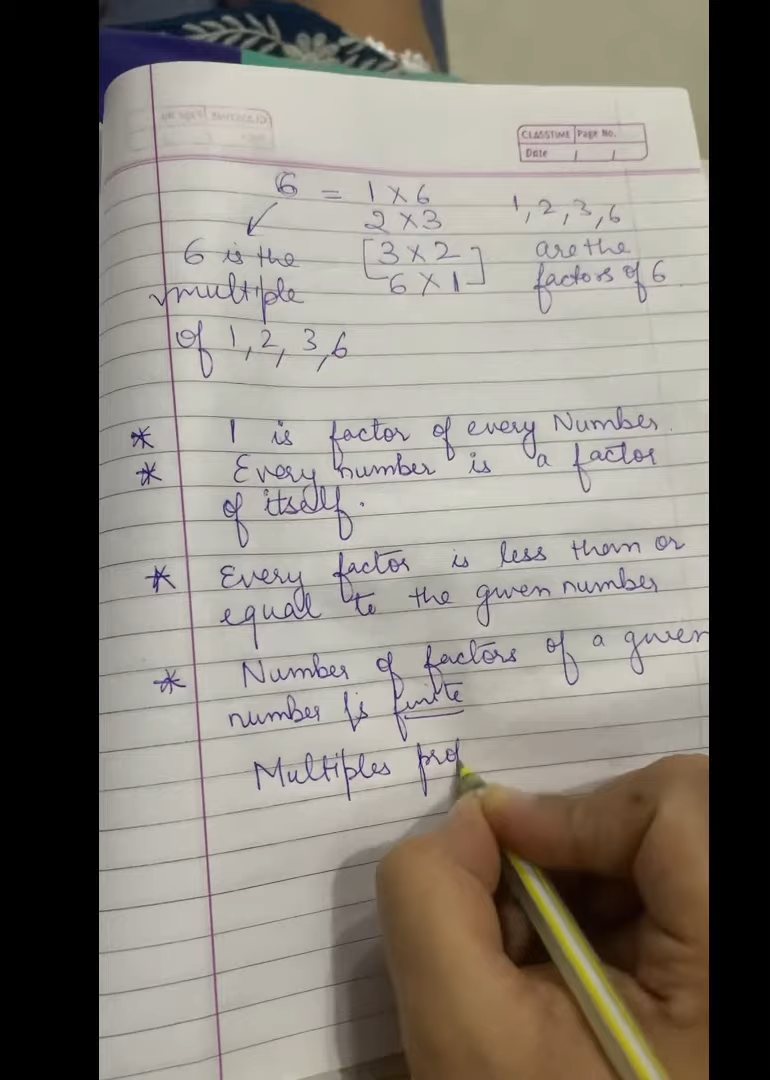 CLASSTIME Page No.
Date / /
6 = 1 × 6
2 × 3
[3 × 2
6 × 1]
1, 2, 3, 6
are the
factors of 6
6 is the
multiple
of 1, 2, 3, 6
* 1 is factor of every Number.
* Every number is a factor
of itself.
* Every factor is less than or
equal to the given number
* Number of factors of a given
number is finite
Multiples pro